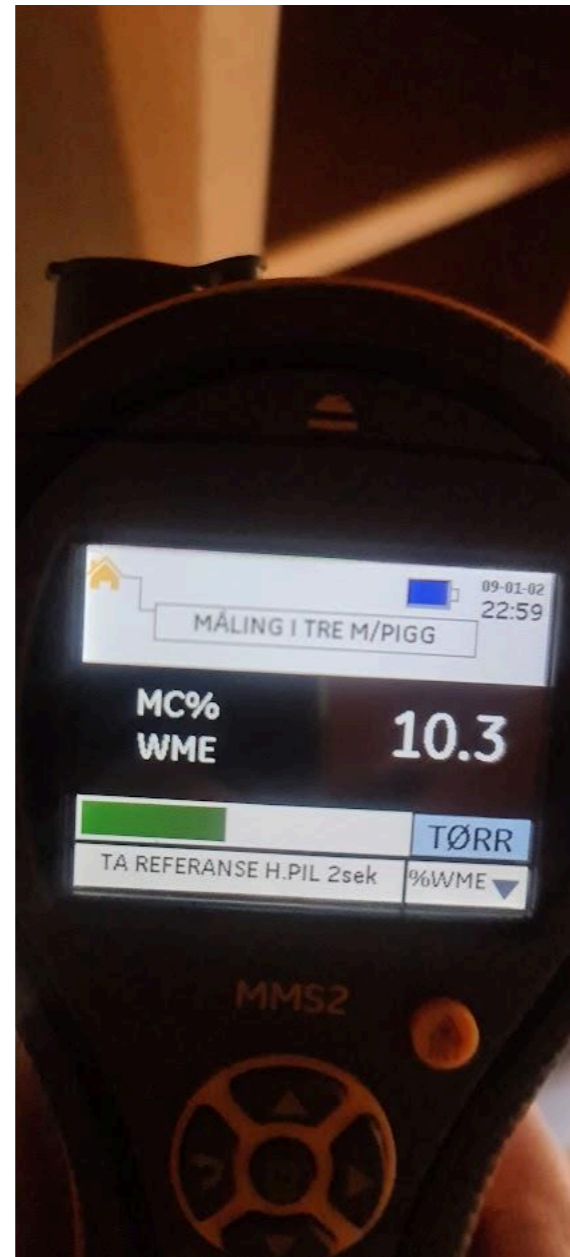 09-01-02
22:59
MÅLING I TRE M/PIGG
MC%
WME
10.3
TØRR
TA REFERANSE H.PIL 2sek
%WME
MMS2